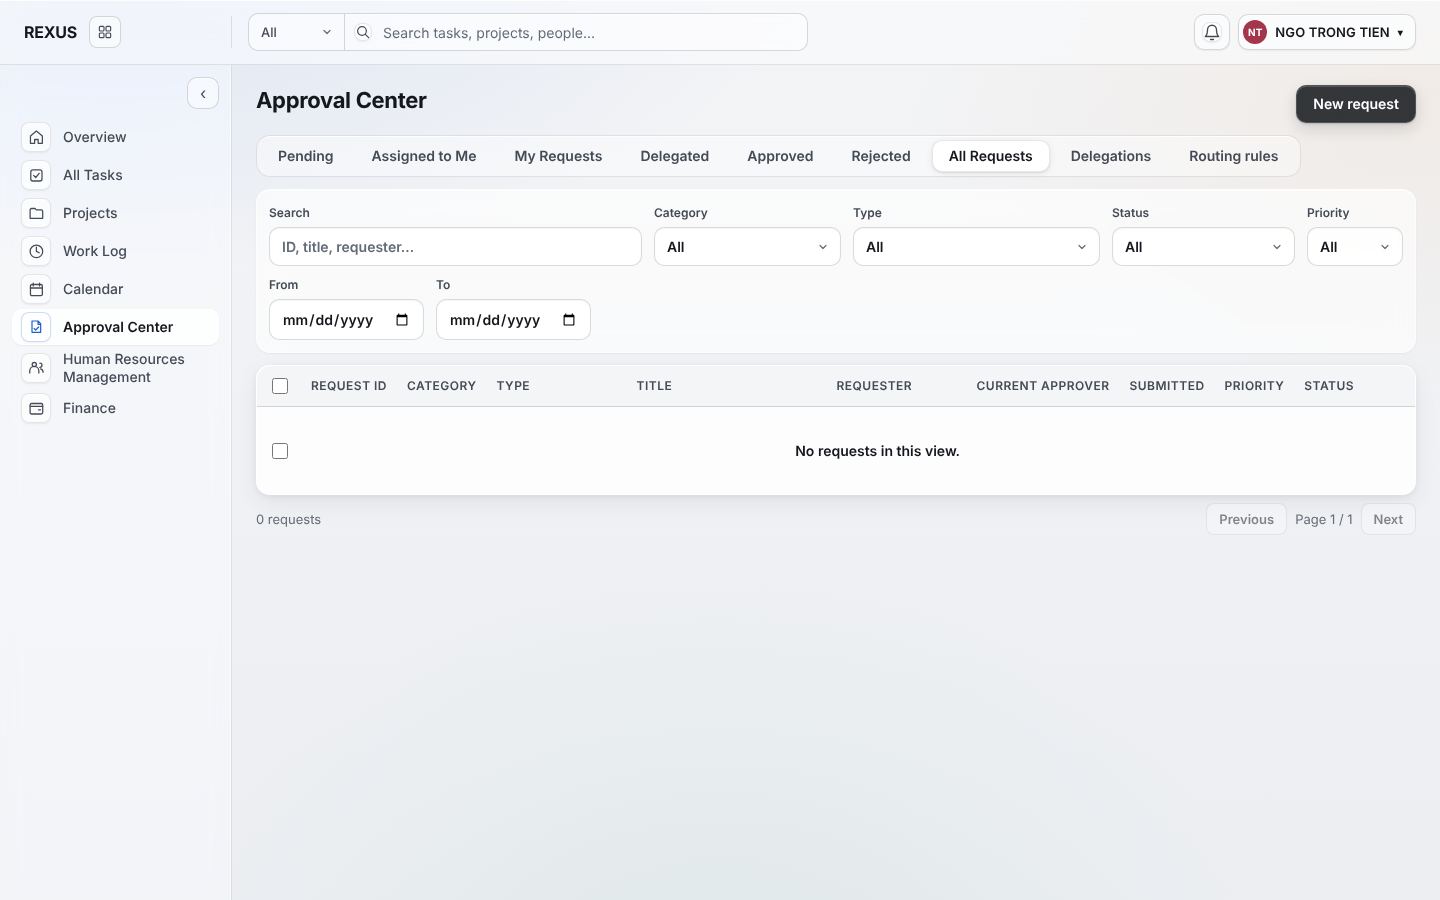 REXUS
All
Search tasks, projects, people...
NT
NGO TRONG TIEN
Overview
All Tasks
Projects
Work Log
Calendar
Approval Center
Human Resources
Management
Finance
Approval Center
New request
Pending
Assigned to Me
My Requests
Delegated
Approved
Rejected
All Requests
Delegations
Routing rules
Search
Category
Type
Status
Priority
ID, title, requester...
All
All
All
All
From
To
mm/dd/yyyy
mm/dd/yyyy
REQUEST ID
CATEGORY
TYPE
TITLE
REQUESTER
CURRENT APPROVER
SUBMITTED
PRIORITY
STATUS
No requests in this view.
0 requests
Previous
Page 1 / 1
Next